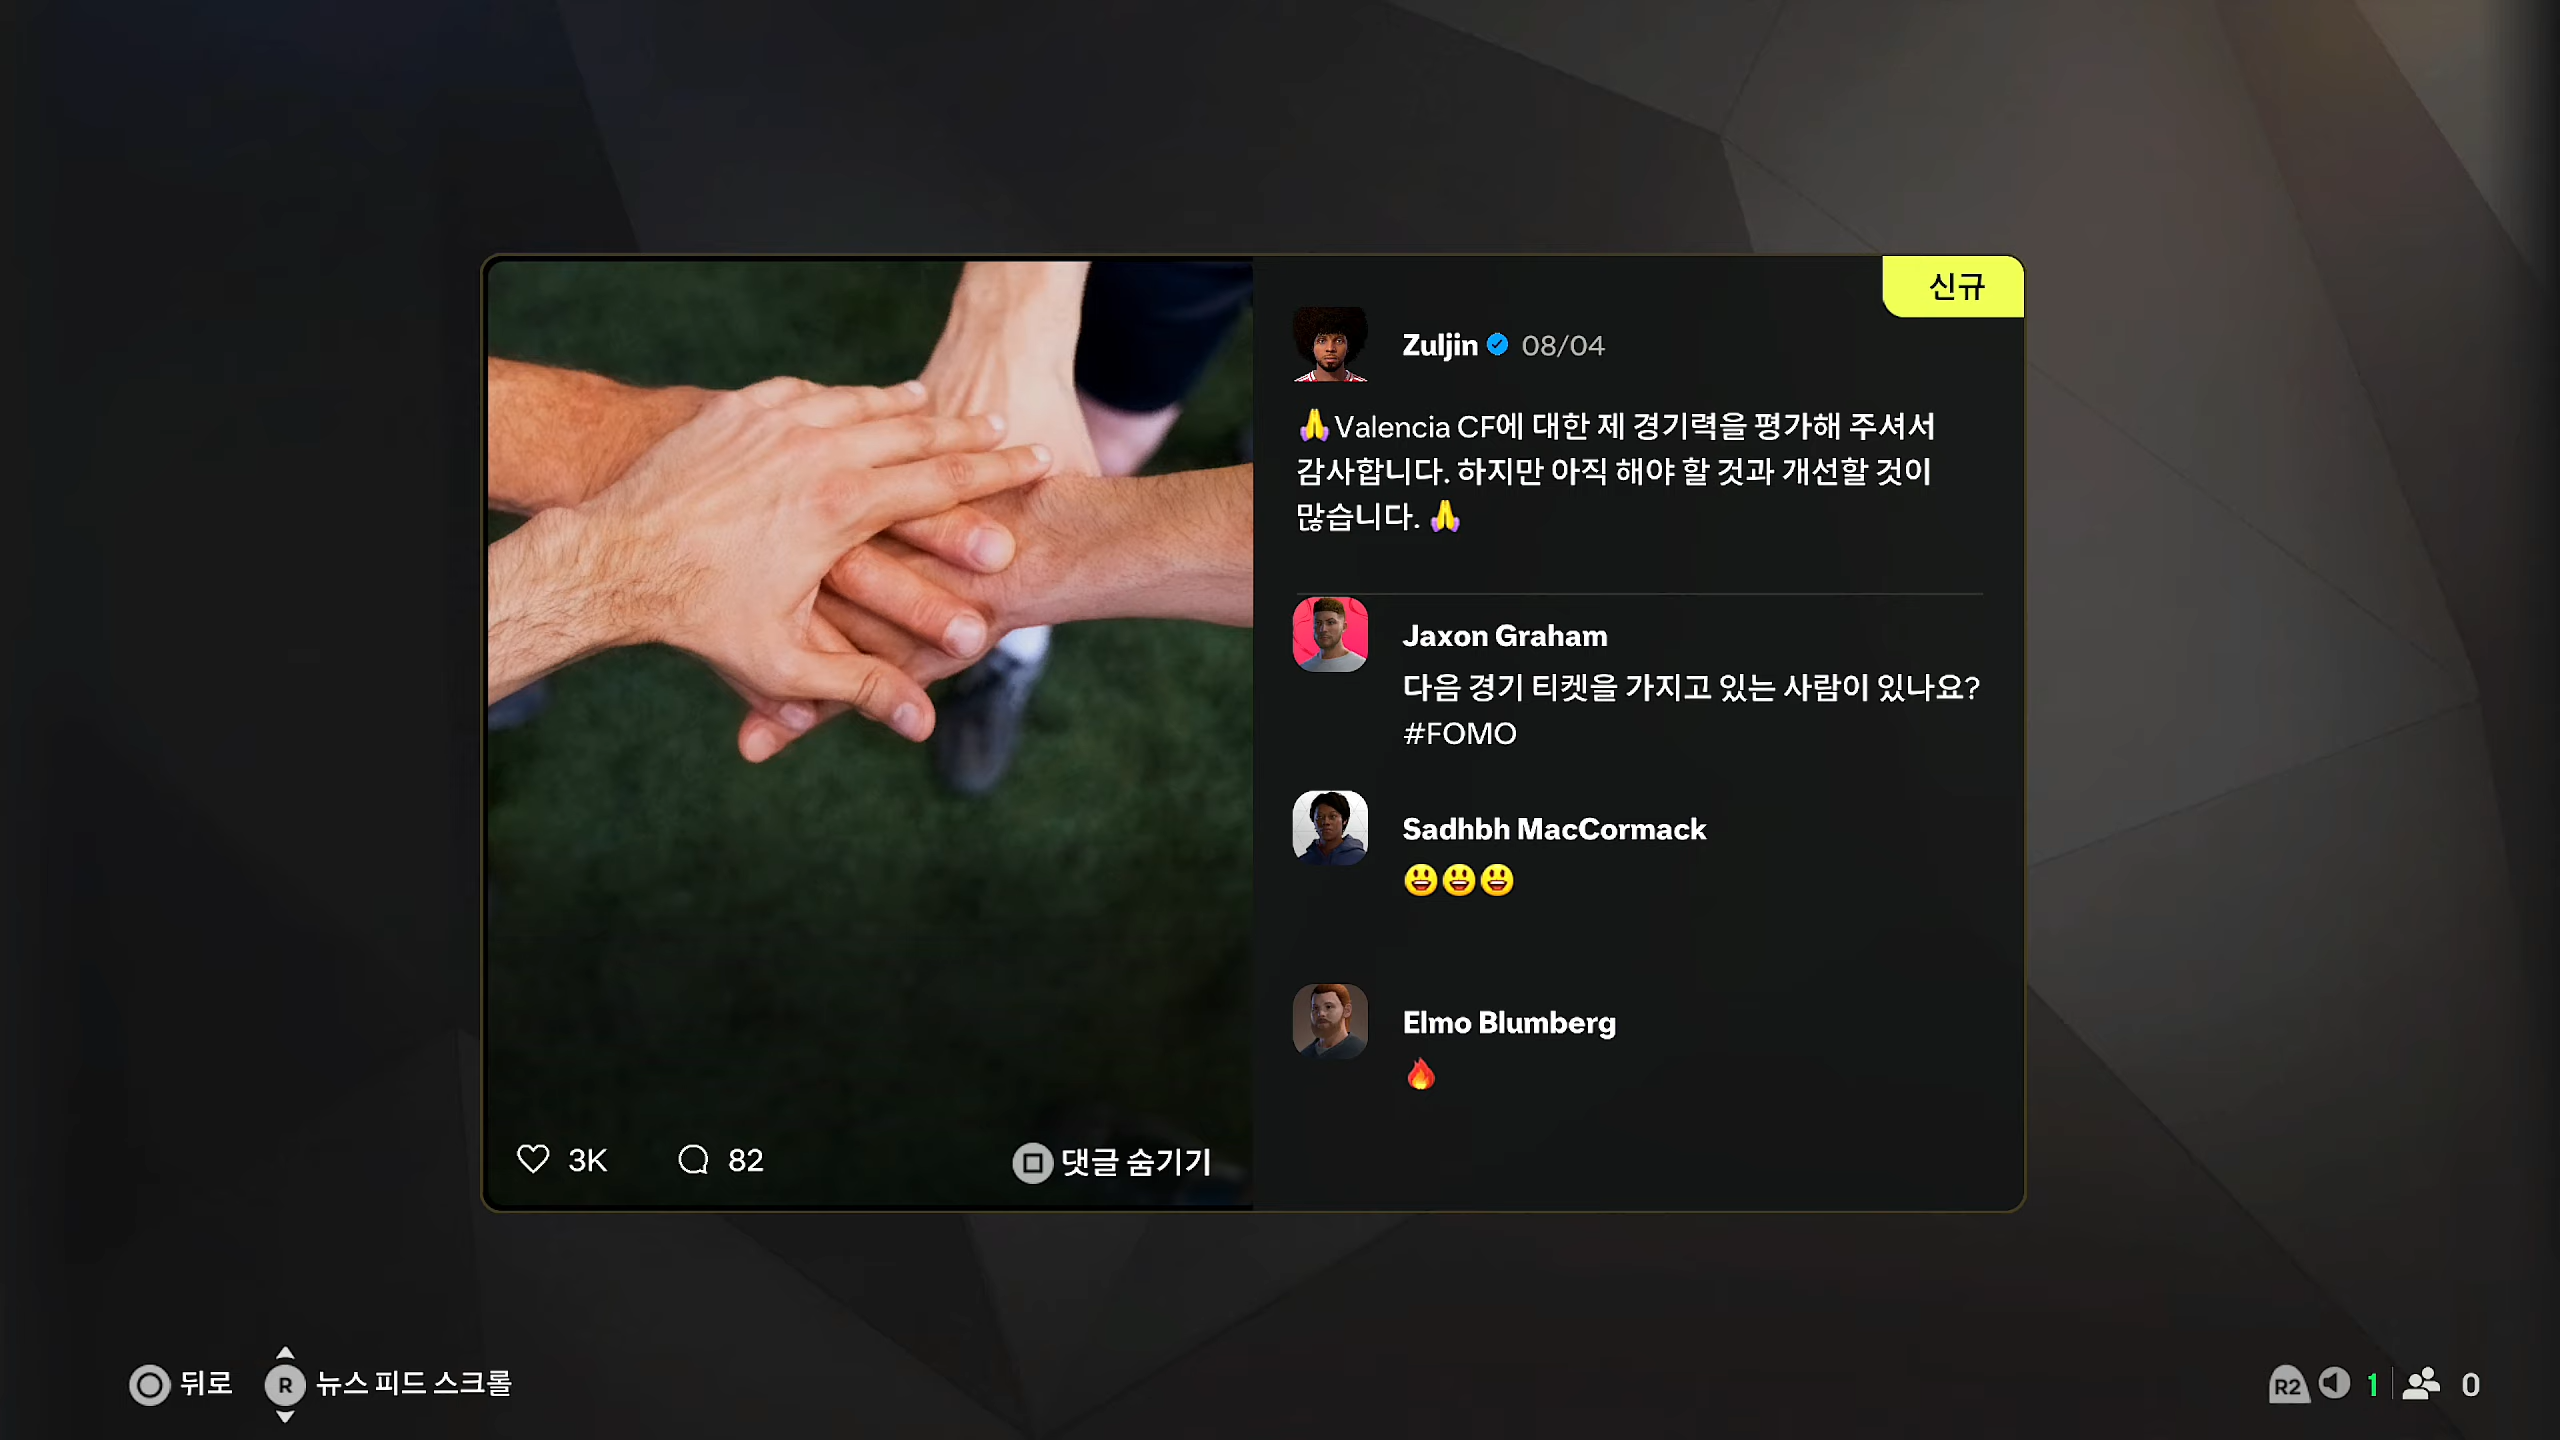 신규
Zuljin 08/04
🙏Valencia CF에 대한 제 경기력을 평가해 주셔서
감사합니다. 하지만 아직 해야 할 것과 개선할 것이
많습니다. 🙏
Jaxon Graham
다음 경기 티켓을 가지고 있는 사람이 있나요?
#FOMO
Sadhbh MacCormack
😃😃😃
Elmo Blumberg
🔥
3K 82 댓글 숨기기
뒤로 R 뉴스 피드 스크롤 R2 1 0